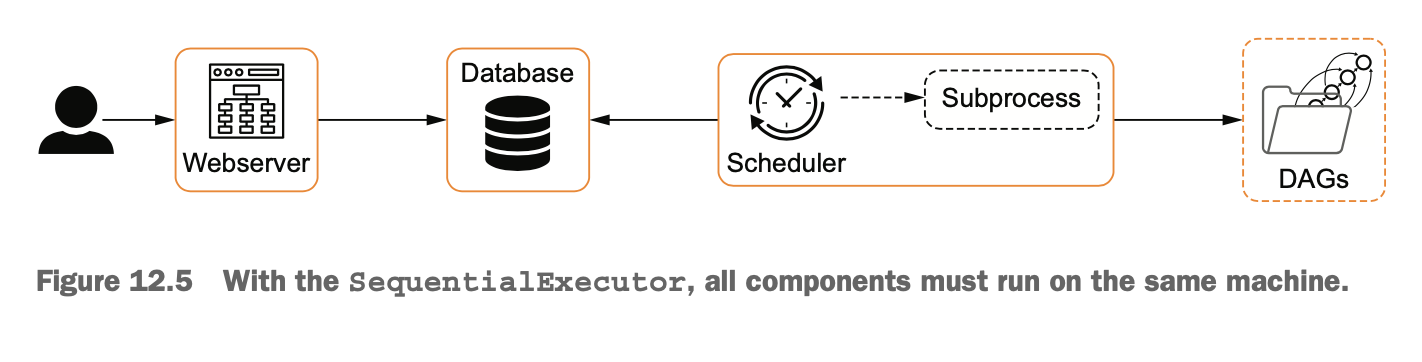 Webserver
Database
Scheduler
Subprocess
DAGs
Figure 12.5 With the SequentialExecutor, all components must run on the same machine.